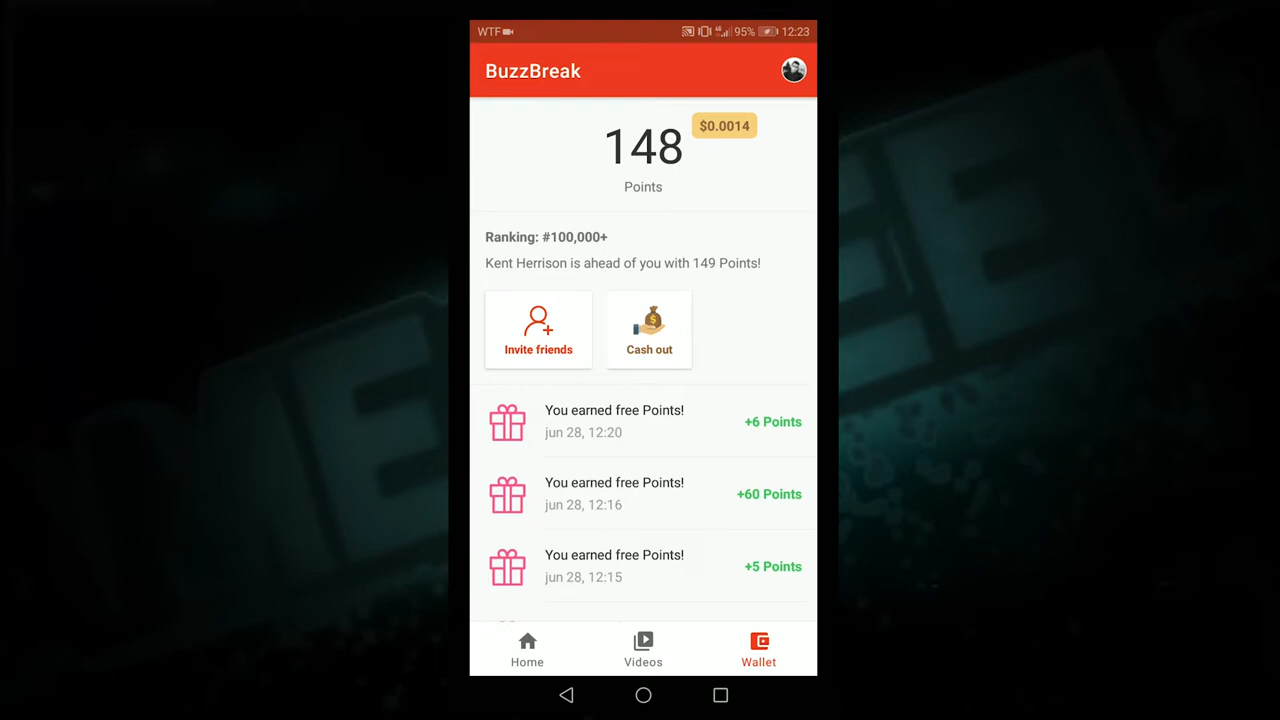 WTF
95% 12:23
BuzzBreak
148
$0.0014
Points
Ranking: #100,000+
Kent Herrison is ahead of you with 149 Points!
Invite friends
Cash out
You earned free Points!
jun 28, 12:20
+6 Points
You earned free Points!
jun 28, 12:16
+60 Points
You earned free Points!
jun 28, 12:15
+5 Points
Home
Videos
Wallet